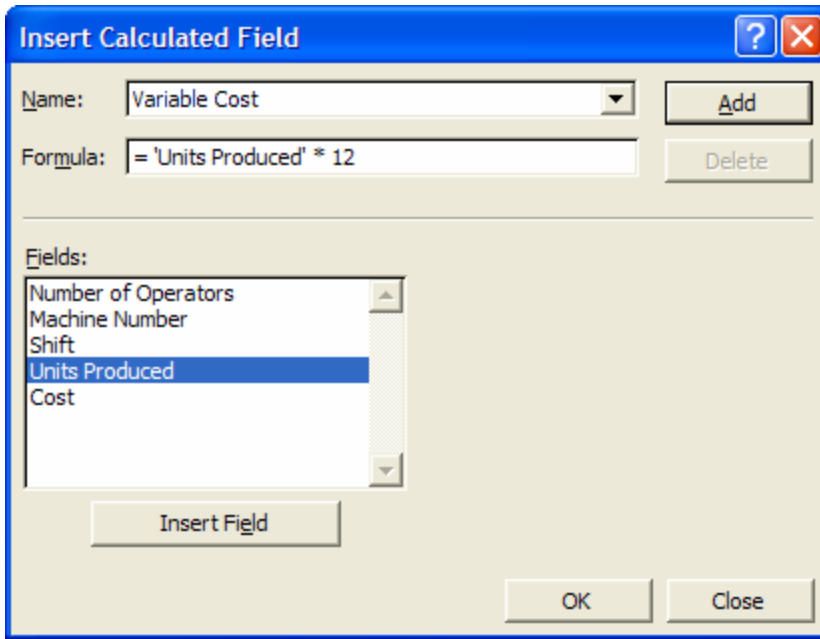 Insert Calculated Field
Name: Variable Cost Add
Formula: = 'Units Produced' * 12 Delete
Fields:
Number of Operators
Machine Number
Shift
Units Produced
Cost
Insert Field
OK Close